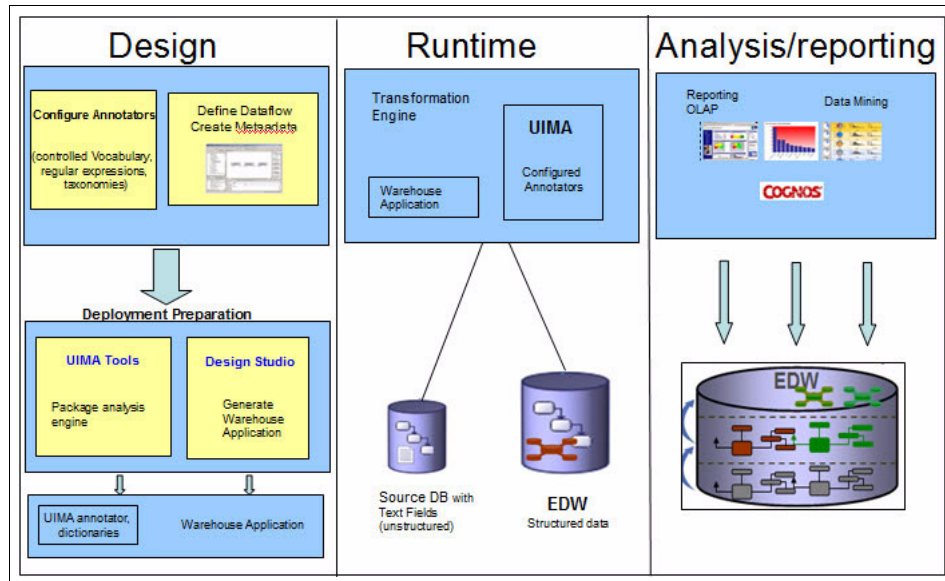 Design
Configure Annotators
(controlled Vocabulary,
regular expressions,
taxonomies)
Define Dataflow
Create Metadata
Deployment Preparation
UIMA Tools
Package analysis
engine
Design Studio
Generate
Warehouse
Application
UIMA annotator,
dictionaries
Warehouse Application
Runtime
Transformation
Engine
Warehouse
Application
UIMA
Configured
Annotators
Source DB with
Text Fields
(unstructured)
EDW
Structured data
Analysis/reporting
Reporting
OLAP
Data Mining
COGNOS
EDW